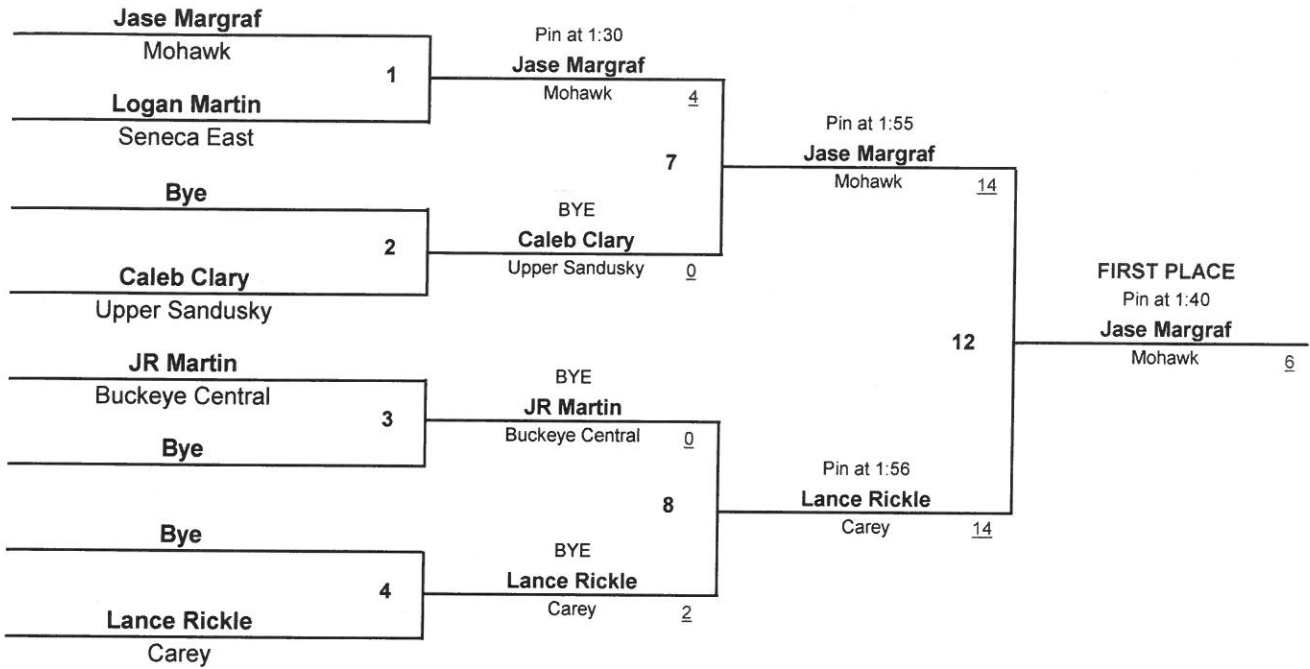 Jase Margraf
Mohawk
1
Logan Martin
Seneca East
Bye
2
Caleb Clary
Upper Sandusky
JR Martin
Buckeye Central
3
Bye
Bye
4
Lance Rickle
Carey
Pin at 1:30
Jase Margraf
Mohawk 4
7
BYE
Caleb Clary
Upper Sandusky 0
BYE
JR Martin
Buckeye Central 0
8
BYE
Lance Rickle
Carey 2
Pin at 1:55
Jase Margraf
Mohawk 14
12
Pin at 1:56
Lance Rickle
Carey 14
FIRST PLACE
Pin at 1:40
Jase Margraf
Mohawk 6